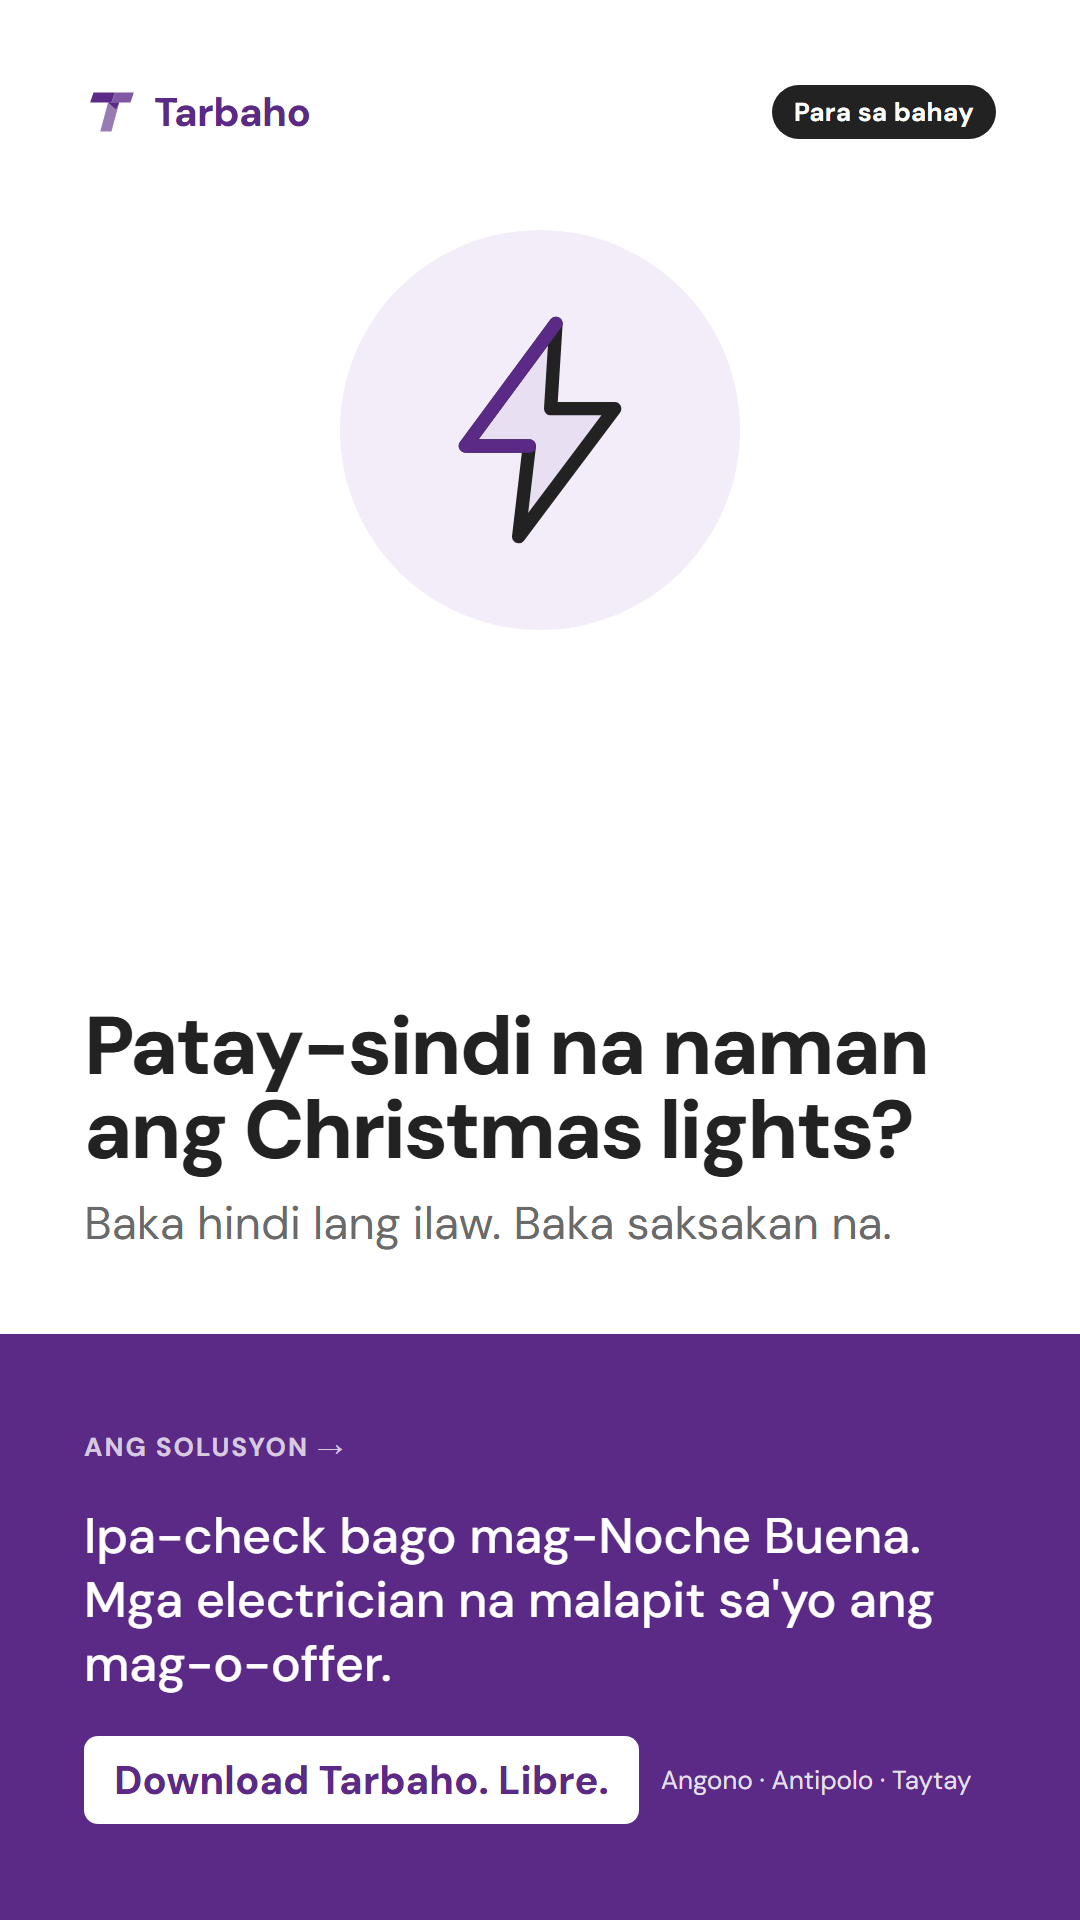 Tarbaho
Para sa bahay
Patay-sindi na naman
ang Christmas lights?
Baka hindi lang ilaw. Baka saksakan na.
ANG SOLUSYON →
Ipa-check bago mag-Noche Buena.
Mga electrician na malapit sa'yo ang
mag-o-offer.
Download Tarbaho. Libre.
Angono · Antipolo · Taytay